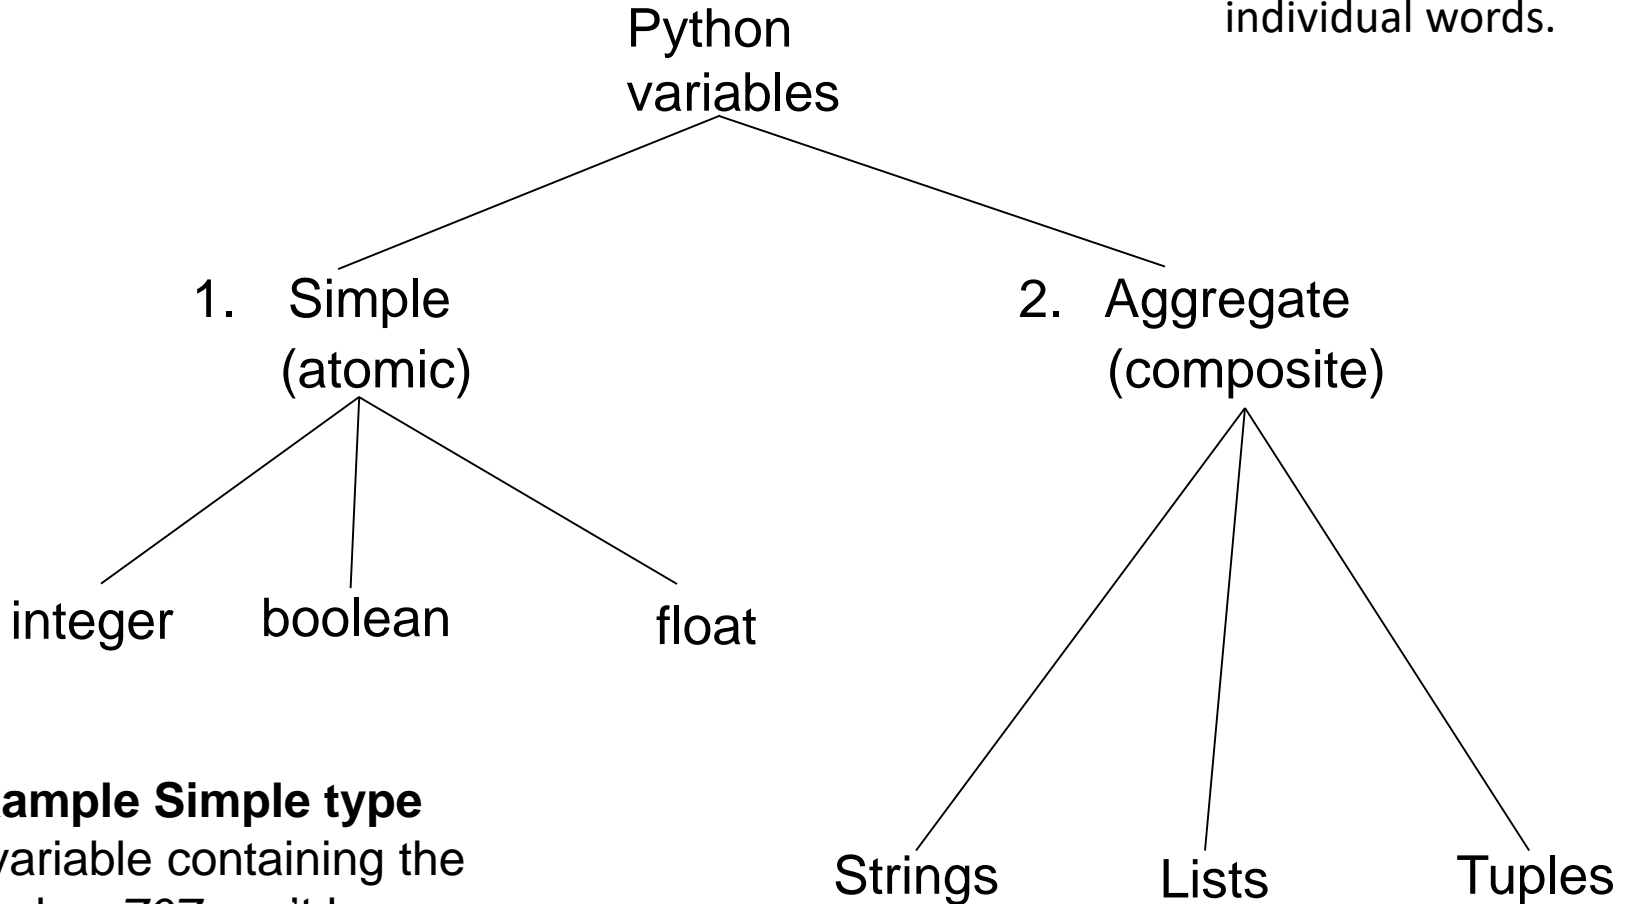 individual words.
Python
variables
1. Simple
(atomic)
2. Aggregate
(composite)
integer
boolean
float
ample Simple type
variable containing the
Strings
Lists
Tuples